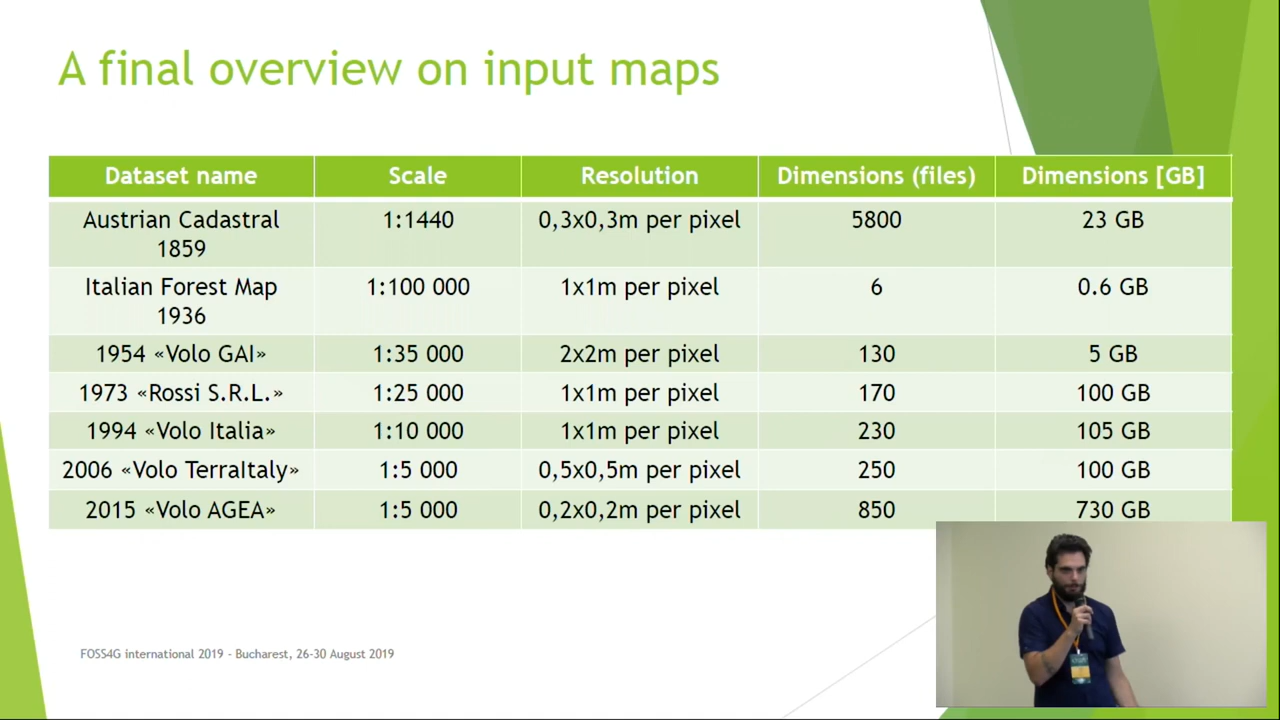 A final overview on input maps
Dataset name Scale Resolution Dimensions (files) Dimensions [GB]
Austrian Cadastral 1:1440 0,3x0,3m per pixel 5800 23 GB
1859
Italian Forest Map 1:100 000 1x1m per pixel 6 0.6 GB
1936
1954 «Volo GAI» 1:35 000 2x2m per pixel 130 5 GB
1973 «Rossi S.R.L.» 1:25 000 1x1m per pixel 170 100 GB
1994 «Volo Italia» 1:10 000 1x1m per pixel 230 105 GB
2006 «Volo TerraItaly» 1:5 000 0,5x0,5m per pixel 250 100 GB
2015 «Volo AGEA» 1:5 000 0,2x0,2m per pixel 850 730 GB
FOSS4G international 2019 - Bucharest, 26-30 August 2019